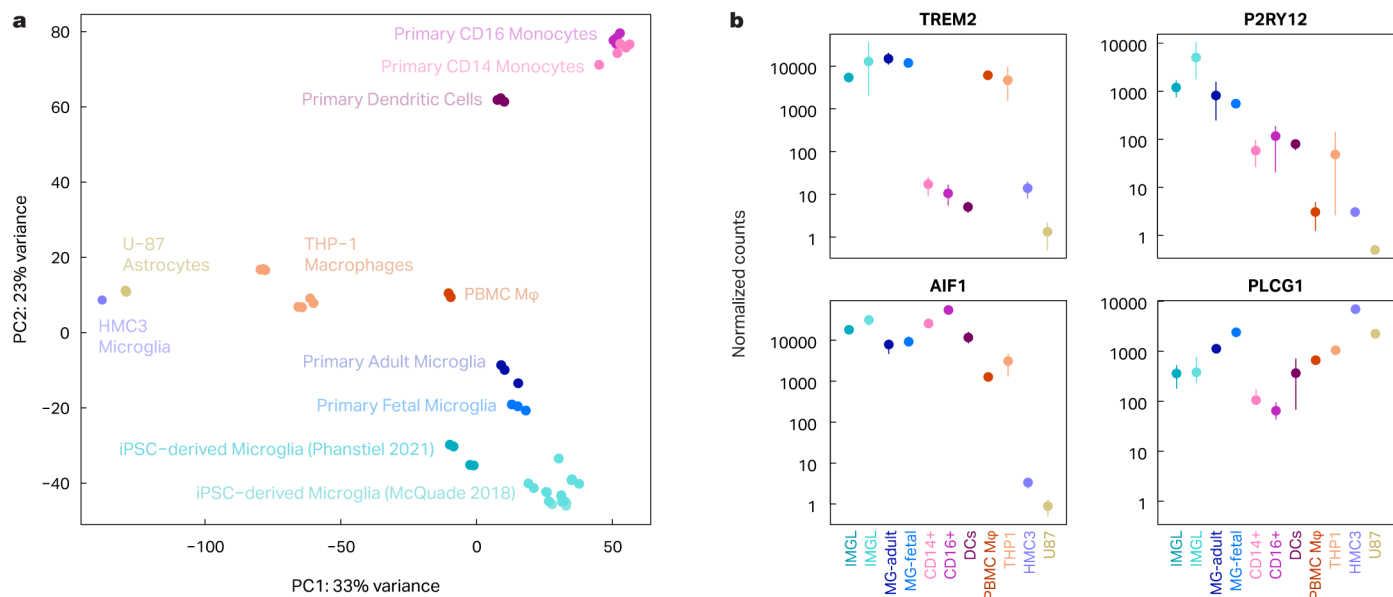 a
80
60
40
20
0
−20
−40
PC2: 23% variance
Primary CD16 Monocytes
Primary CD14 Monocytes
Primary Dendritic Cells
U−87
Astrocytes
THP−1
Macrophages
PBMC Mφ
HMC3
Microglia
Primary Adult Microglia
Primary Fetal Microglia
iPSC−derived Microglia (Phanstiel 2021)
iPSC−derived Microglia (McQuade 2018)
−100
−50
0
50
PC1: 33% variance
b
Normalized counts
TREM2
10000
1000
100
10
1
P2RY12
10000
1000
100
10
1
AIF1
10000
1000
100
10
1
IMGL
IMGL
MG−adult
MG−fetal
CD14+
CD16+
DCs
PBMC Mφ
THP1
HMC3
U87
PLCG1
10000
1000
100
10
1
IMGL
IMGL
MG−adult
MG−fetal
CD14+
CD16+
DCs
PBMC Mφ
THP1
HMC3
U87